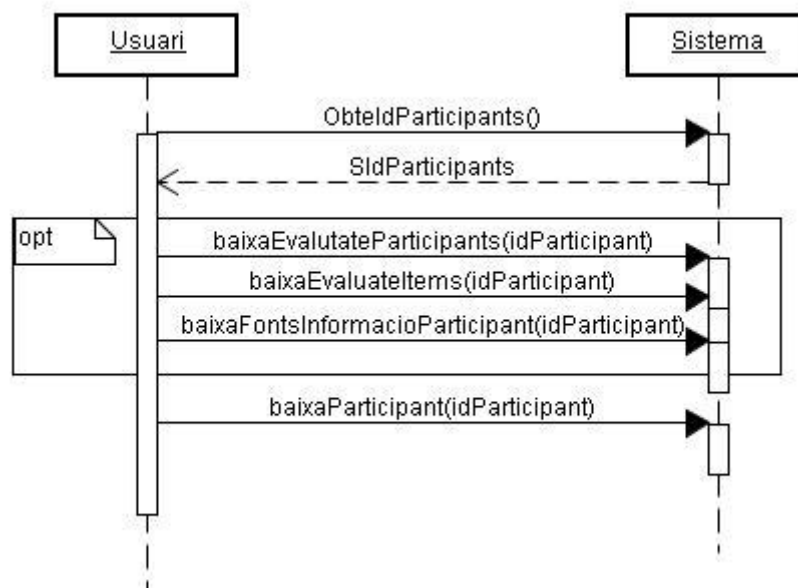 Usuari
Sistema
ObteIdParticipants()
SIdParticipants
opt
baixaEvalutateParticipants(idParticipant)
baixaEvaluateItems(idParticipant)
baixaFontsInformacioParticipant(idParticipant)
baixaParticipant(idParticipant)